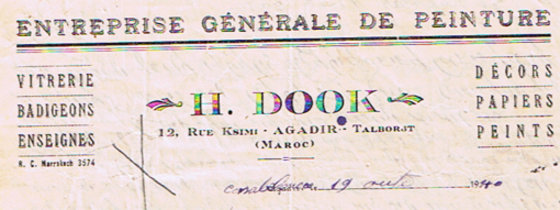 ENTREPRISE GÉNÉRALE DE PEINTURE
VITRERIE
BADIGEONS
ENSEIGNES
R. C. Marrakech 3574
H. DOOK
12, RUE KSIMI - AGADIR - TALBORJT
(MAROC)
DÉCORS
PAPIERS
PEINTS
19 1940